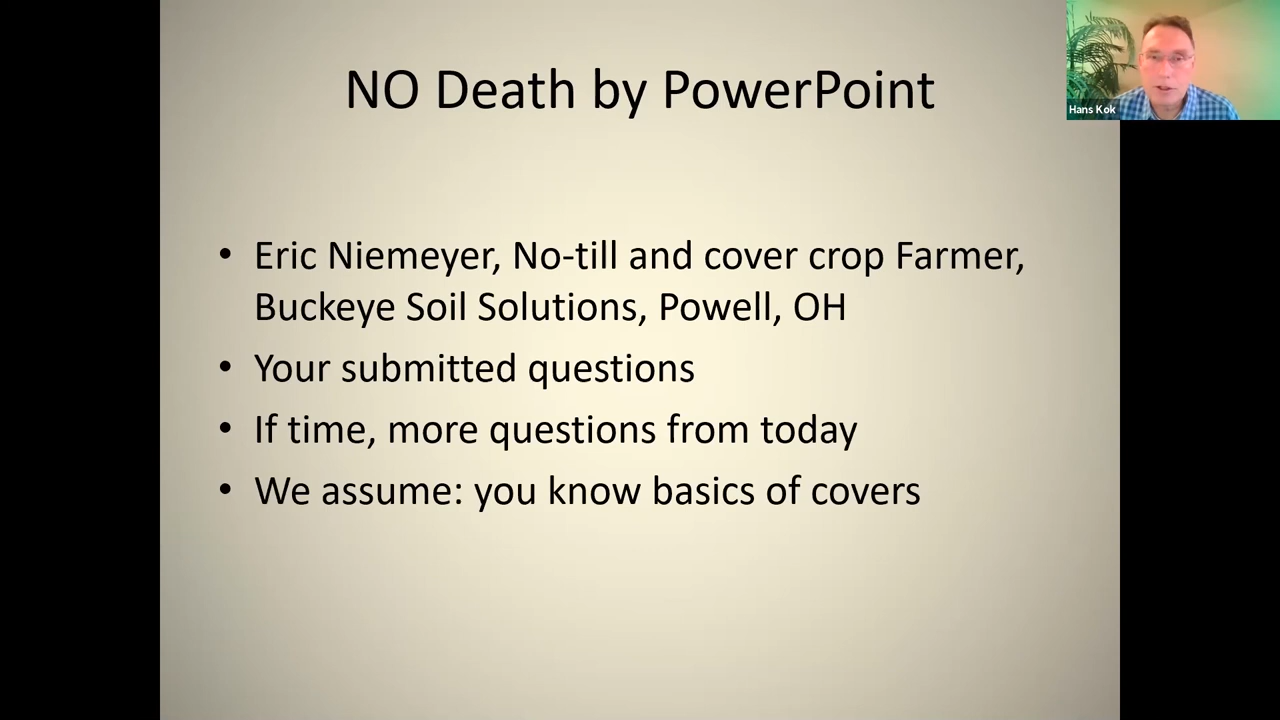 NO Death by PowerPoint
Hans Kok
• Eric Niemeyer, No-till and cover crop Farmer,
Buckeye Soil Solutions, Powell, OH
• Your submitted questions
• If time, more questions from today
• We assume: you know basics of covers